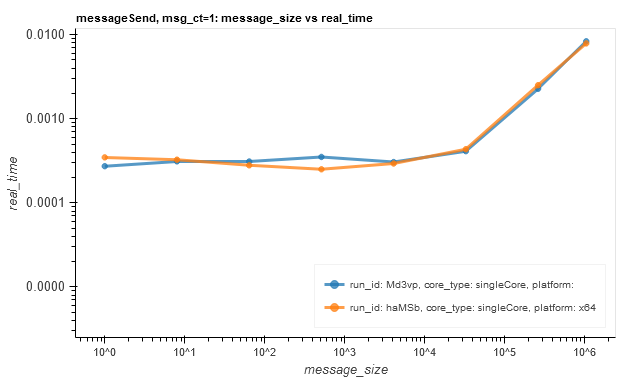 messageSend, msg_ct=1: message_size vs real_time
0.0100
0.0010
0.0001
0.0000
real_time
run_id: Md3vp, core_type: singleCore, platform:
run_id: haMSb, core_type: singleCore, platform: x64
10^0 10^1 10^2 10^3 10^4 10^5 10^6
message_size